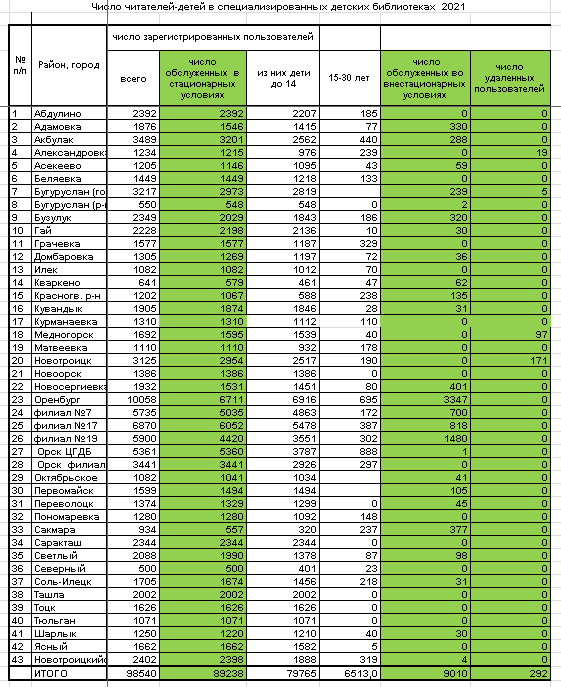 Число читателей-детей в специализированных детских библиотеках 2021
число зарегистрированных пользователей
№ п/п Район, город всего число обслуженных в стационарных условиях из них дети до 14 15-30 лет число обслуженных во внестационарных условиях число удаленных пользователей
1 Абдулино 2392 2392 2207 185 0 0
2 Адамовка 1876 1546 1415 77 330 0
3 Акбулак 3489 3201 2562 440 288 0
4 Александровк 1234 1215 976 239 0 19
5 Асекеево 1205 1146 1095 43 59 0
6 Беляевка 1449 1449 1218 133 0 0
7 Бугуруслан (го 3217 2973 2819 239 5
8 Бугуруслан (р-н 550 548 548 0 2 0
9 Бузулук 2349 2029 1843 186 320 0
10 Гай 2228 2198 2136 10 30 0
11 Грачевка 1577 1577 1187 329 0 0
12 Домбаровка 1305 1269 1197 72 36 0
13 Илек 1082 1082 1012 70 0 0
14 Кваркено 641 579 461 47 62 0
15 Красногв. р-н 1202 1067 588 238 135 0
16 Кувандык 1905 1874 1846 28 31 0
17 Курманаевка 1310 1310 1112 110 0 0
18 Медногорск 1692 1595 1539 40 0 97
19 Матвеевка 1110 1110 932 178 0 0
20 Новотроицк 3125 2954 2517 190 0 171
21 Новоорск 1386 1386 1386 0 0 0
22 Новосергиевка 1932 1531 1451 80 401 0
23 Оренбург 10058 6711 6916 695 3347 0
24 филиал №7 5735 5035 4863 172 700 0
25 филиал №17 6870 6052 5478 387 818 0
26 филиал №19 5900 4420 3551 302 1480 0
27 Орск ЦГДБ 5361 5360 3787 888 1 0
28 Орск филиал 3441 3441 2926 297 0 0
29 Октябрьское 1082 1041 1034 41 0
30 Первомайск 1599 1494 1494 105 0
31 Переволоцк 1374 1329 1299 0 45 0
32 Пономаревка 1280 1280 1092 148 0 0
33 Сакмара 934 557 320 237 377 0
34 Саракташ 2344 2344 2344 0 0 0
35 Светлый 2088 1990 1378 87 98 0
36 Северный 500 500 401 23 0 0
37 Соль-Илецк 1705 1674 1456 218 31 0
38 Ташла 2002 2002 2002 0 0 0
39 Тоцк 1626 1626 1626 0 0 0
40 Тюльган 1071 1071 1071 0 0 0
41 Шарлык 1250 1220 1210 40 30 0
42 Ясный 1662 1662 1582 5 0 0
43 Новотроицкий 2402 2398 1888 319 4 0
ИТОГО 98540 89238 79765 6513,0 9010 292